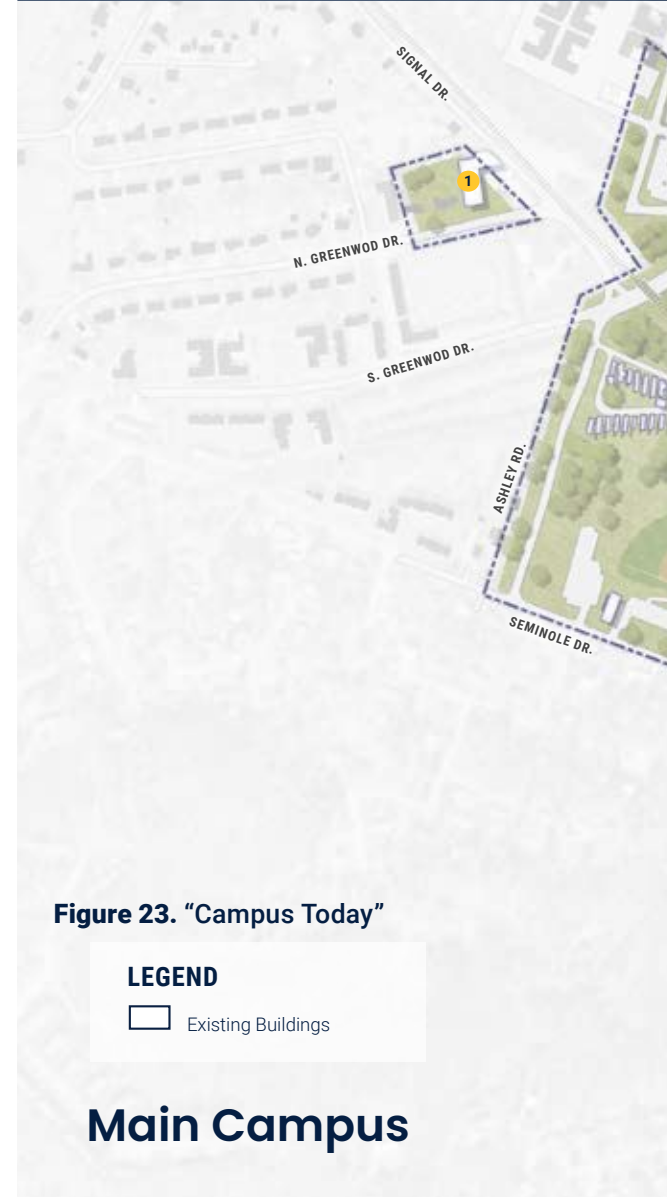 SIGNAL DR.
1
N. GREENWOD DR.
S. GREENWOD DR.
ASHLEY RD.
SEMINOLE DR.
Figure 23. “Campus Today”
LEGEND
Existing Buildings
Main Campus